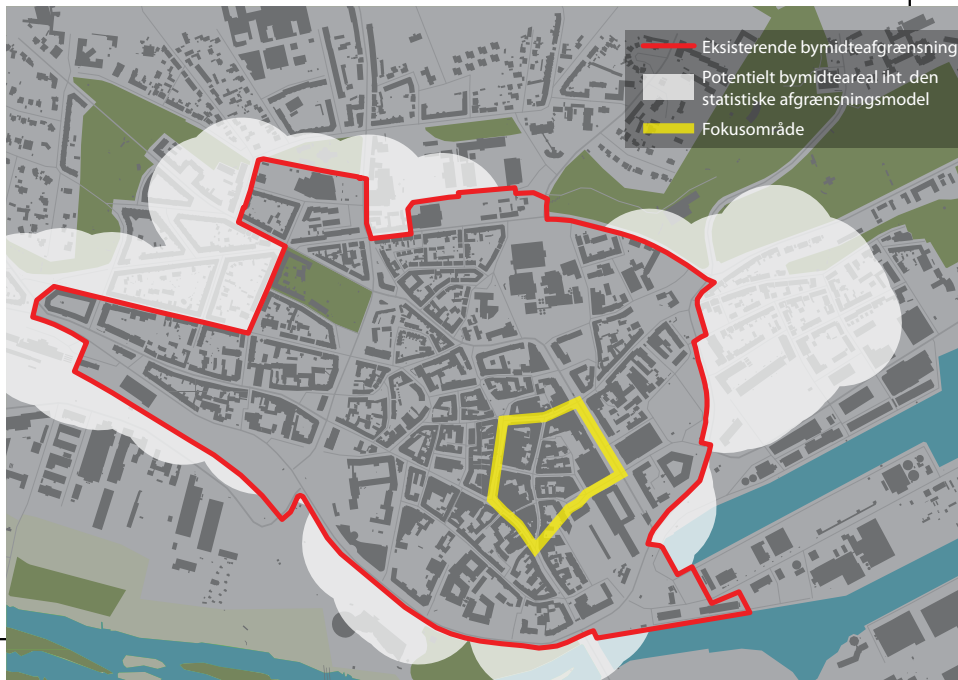 Eksisterende bymidteafgrænsning
Potentielt bymidteareal iht. den
statistiske afgrænsningsmodel
Fokusområde